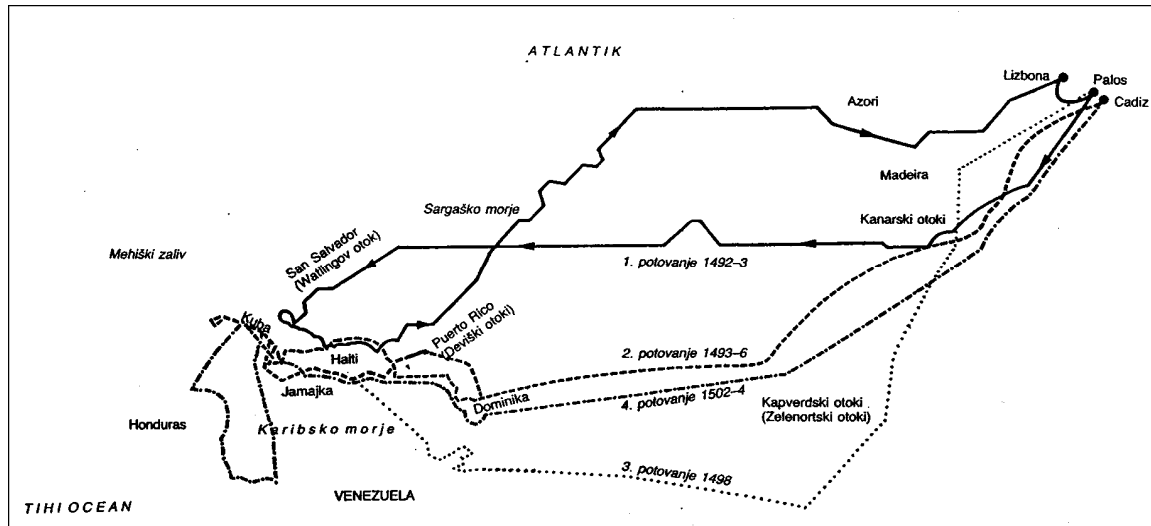 ATLANTIK
Lizbona
Palos
Cadiz
Azori
Madeira
Sargaško morje
Kanarski otoki
Mehiški zaliv
San Salvador
(Watlingov otok)
1. potovanje 1492–3
Kuba
Haiti
Puerto Rico
(Deviški otoki)
2. potovanje 1493–6
Jamajka
Dominika
4. potovanje 1502–4
Kapverdski otoki
(Zelenortski otoki)
Honduras
Karibsko morje
3. potovanje 1498
VENEZUELA
TIHI OCEAN